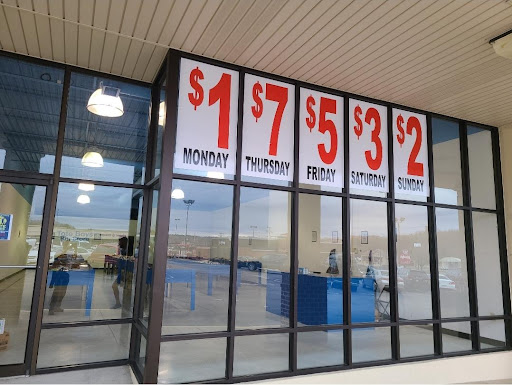 $1 MONDAY
$7 THURSDAY
$5 FRIDAY
$3 SATURDAY
$2 SUNDAY